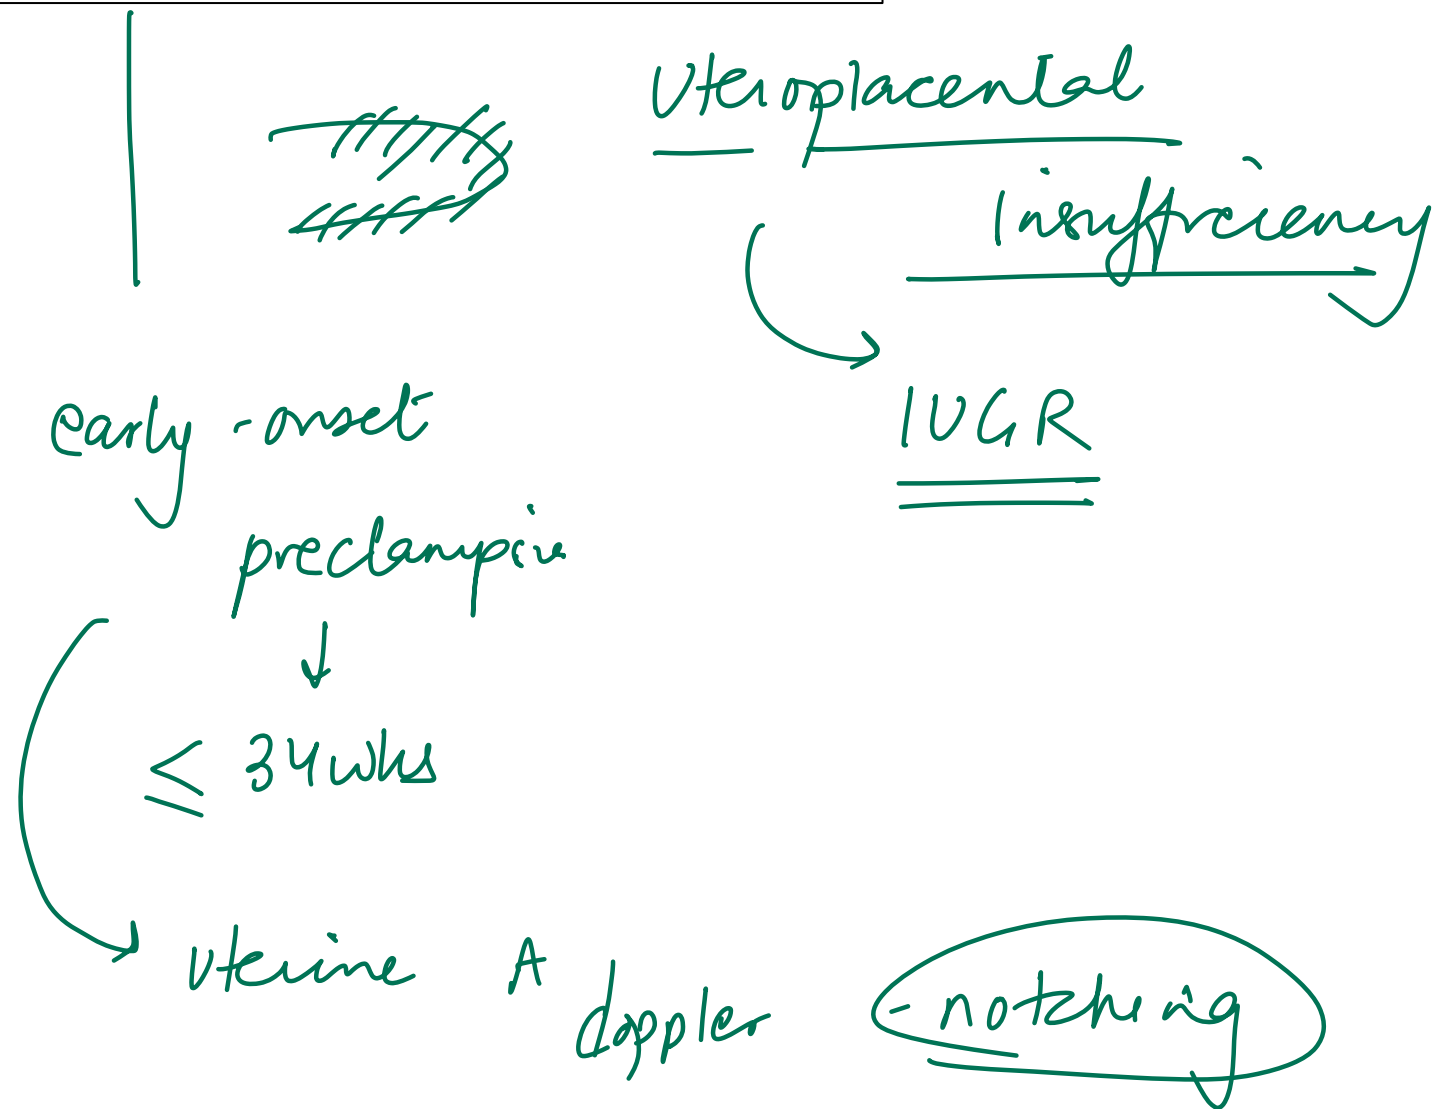 Uteroplacental
Insufficiency
IUGR
early-onset
preclampsia
≤ 34wks
Uterine A
doppler - notching